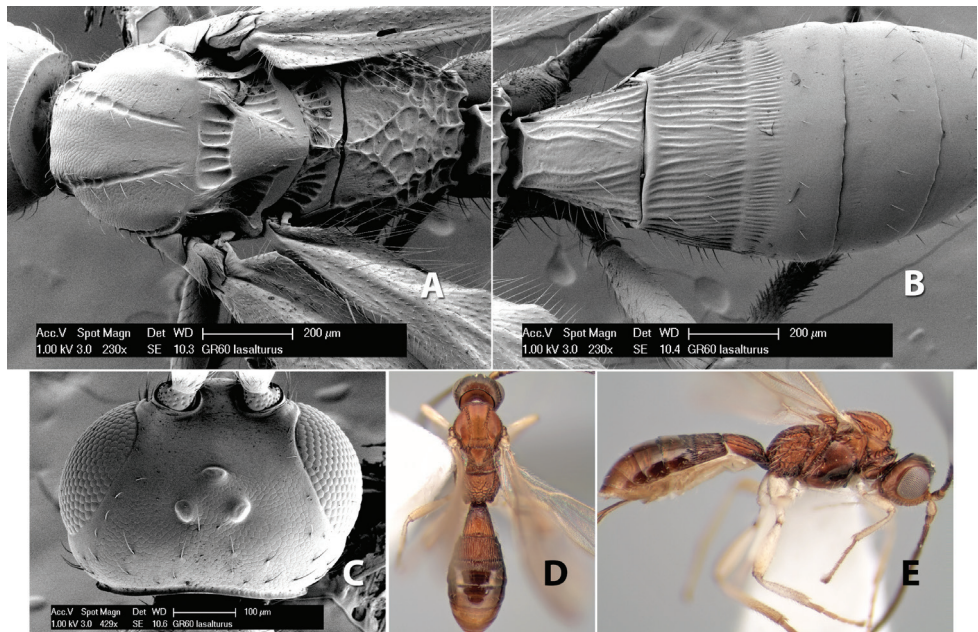 A
Acc.V Spot Magn Det WD 200 µm
1.00 kV 3.0 230x SE 10.3 GR60 lasalturus
B
Acc.V Spot Magn Det WD 200 µm
1.00 kV 3.0 230x SE 10.4 GR60 lasalturus
C
Acc.V Spot Magn Det WD 100 µm
1.00 kV 3.0 429x SE 10.6 GR60 lasalturus
D
E